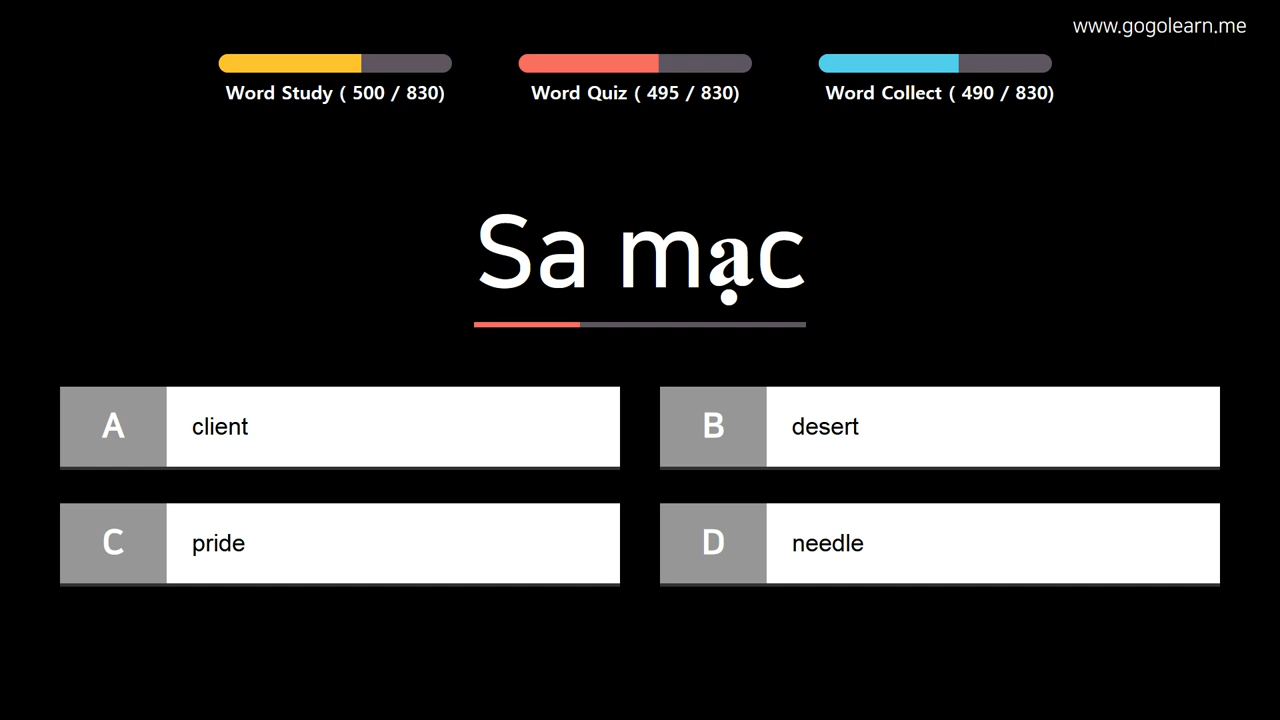 www.gogolearn.me
Word Study ( 500 / 830)
Word Quiz ( 495 / 830)
Word Collect ( 490 / 830)
Sa mạc
A client
B desert
C pride
D needle